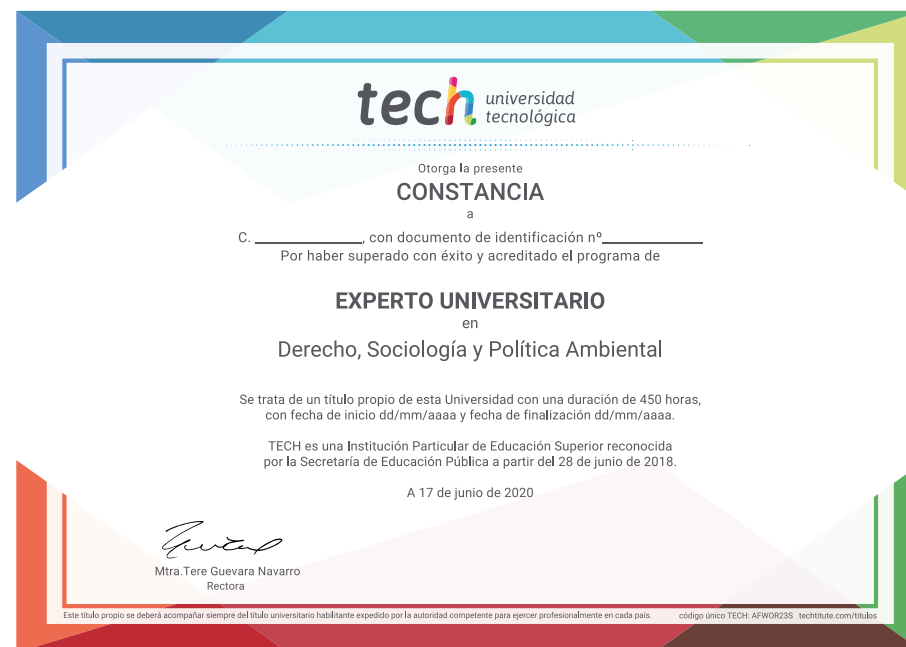 tech universidad
tecnológica
Otorga la presente
CONSTANCIA
a
C. ______________, con documento de identificación nº_____________
Por haber superado con éxito y acreditado el programa de
EXPERTO UNIVERSITARIO
en
Derecho, Sociología y Política Ambiental
Se trata de un título propio de esta Universidad con una duración de 450 horas,
con fecha de inicio dd/mm/aaaa y fecha de finalización dd/mm/aaaa.
TECH es una Institución Particular de Educación Superior reconocida
por la Secretaría de Educación Pública a partir del 28 de junio de 2018.
A 17 de junio de 2020
Mtra.Tere Guevara Navarro
Rectora
Este título propio se deberá acompañar siempre del título universitario habilitante expedido por la autoridad competente para ejercer profesionalmente en cada país. código único TECH: AFWOR23S techtitute.com/titulos